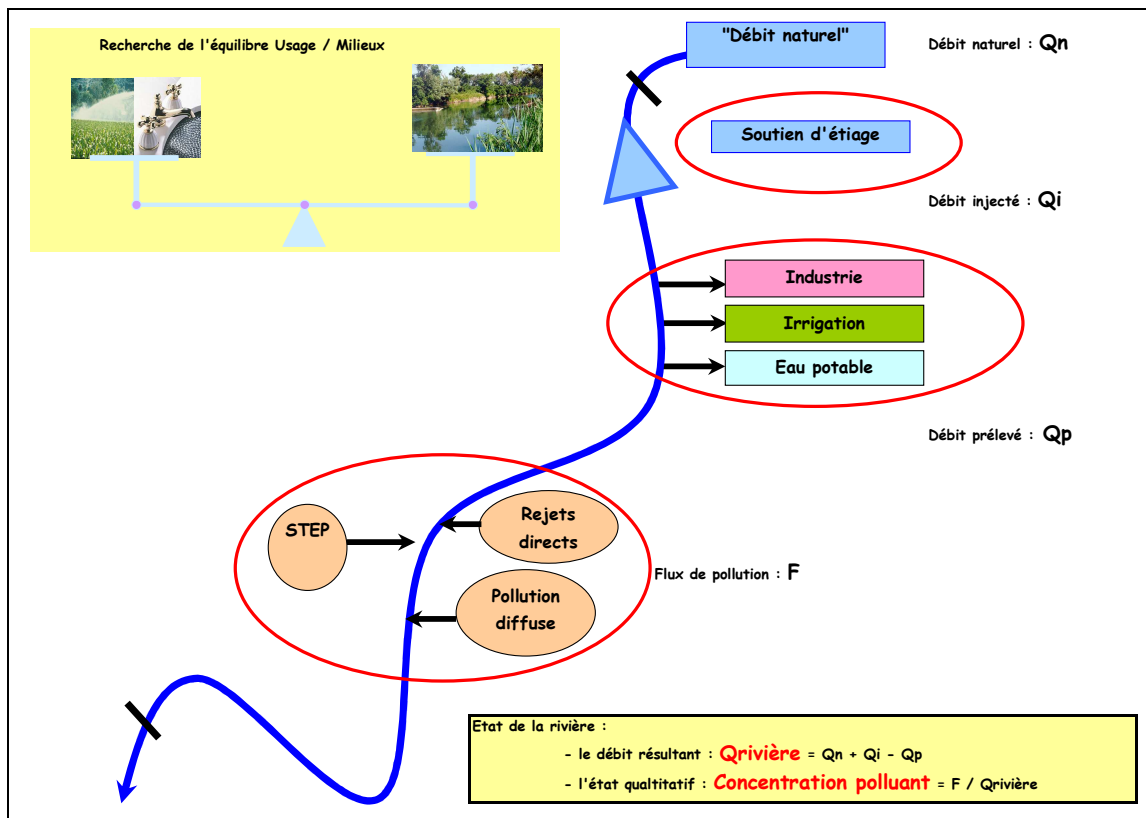 Recherche de l'équilibre Usage / Milieux
"Débit naturel"
Débit naturel : Qn
Soutien d'étiage
Débit injecté : Qi
Industrie
Irrigation
Eau potable
Débit prélevé : Qp
STEP
Rejets
directs
Flux de pollution : F
Pollution
diffuse
Etat de la rivière :
- le débit résultant : Qrivière = Qn + Qi - Qp
- l'état qualtitatif : Concentration polluant = F / Qrivière